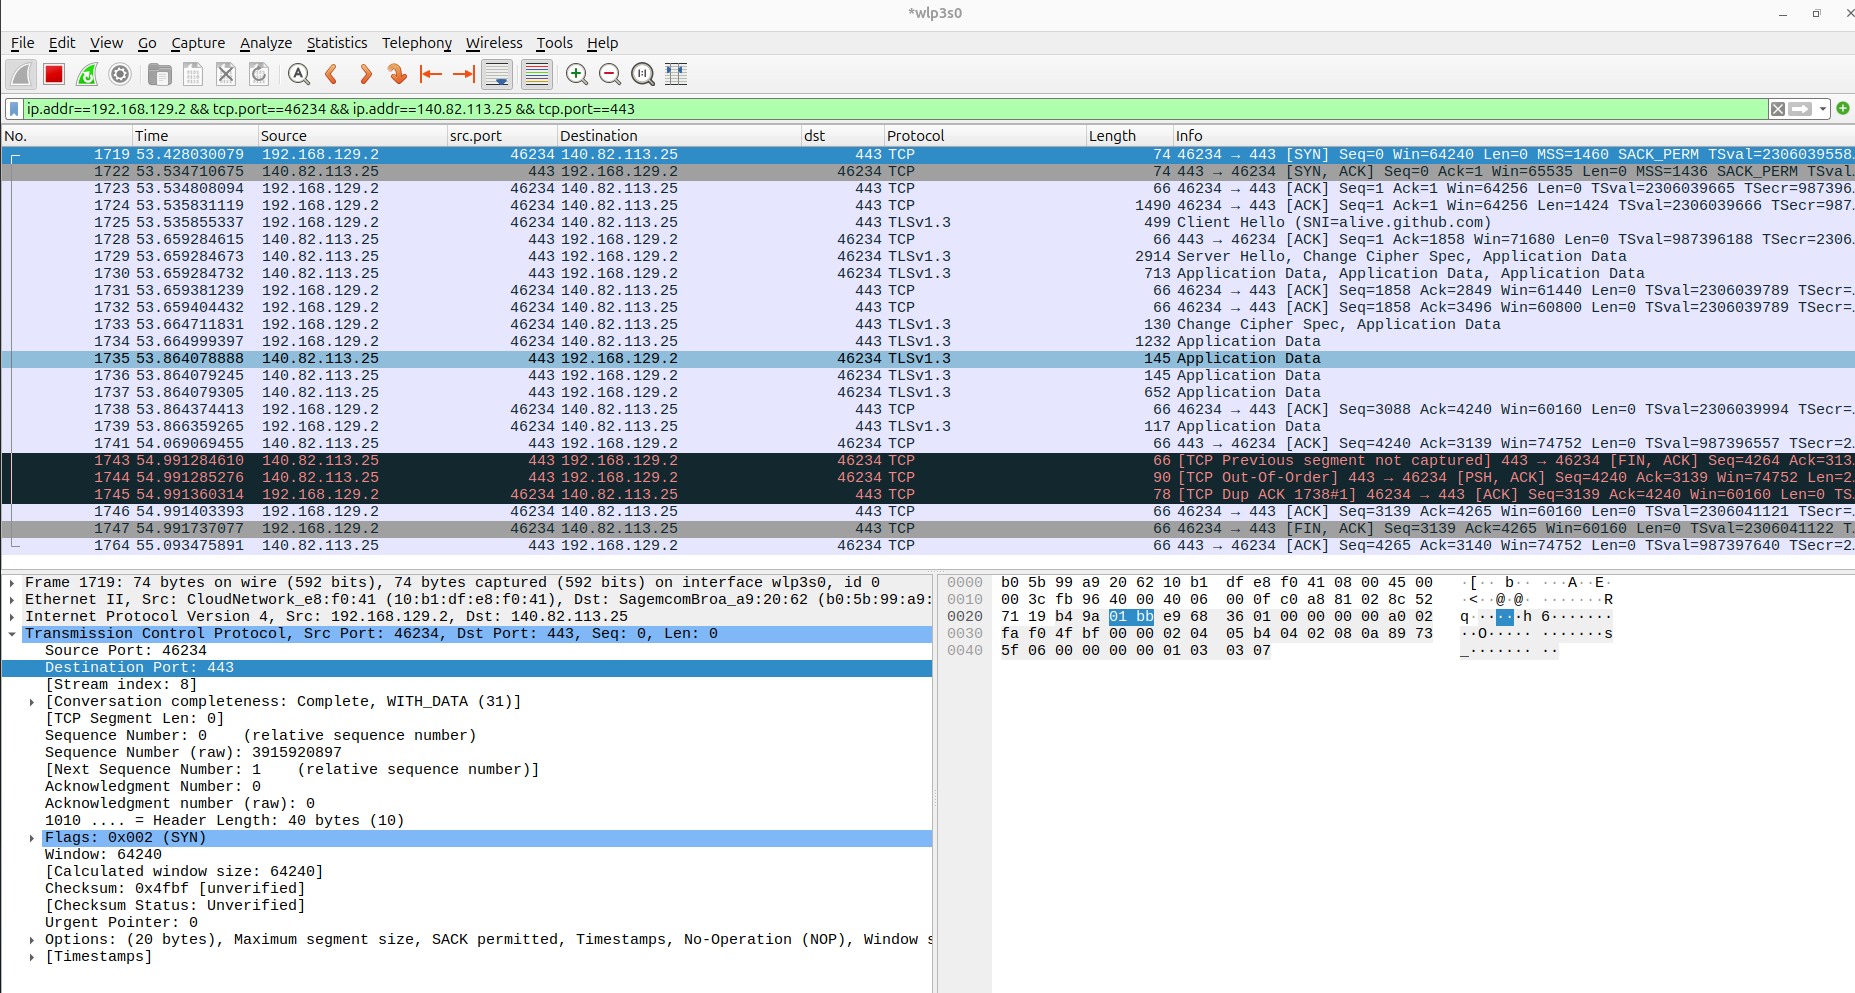 *wlp3s0
File Edit View Go Capture Analyze Statistics Telephony Wireless Tools Help
ip.addr==192.168.129.2 && tcp.port==46234 && ip.addr==140.82.113.25 && tcp.port==443
No. Time Source src.port Destination dst Protocol Length Info
1719 53.428030079 192.168.129.2 46234 140.82.113.25 443 TCP 74 46234 → 443 [SYN] Seq=0 Win=64240 Len=0 MSS=1460 SACK_PERM TSval=2306039558…
1722 53.534710675 140.82.113.25 443 192.168.129.2 46234 TCP 74 443 → 46234 [SYN, ACK] Seq=0 Ack=1 Win=65535 Len=0 MSS=1436 SACK_PERM TSval…
1723 53.534808094 192.168.129.2 46234 140.82.113.25 443 TCP 66 46234 → 443 [ACK] Seq=1 Ack=1 Win=64256 Len=0 TSval=2306039665 TSecr=987396…
1724 53.535831119 192.168.129.2 46234 140.82.113.25 443 TCP 1490 46234 → 443 [ACK] Seq=1 Ack=1 Win=64256 Len=1424 TSval=2306039666 TSecr=987…
1725 53.535855337 192.168.129.2 46234 140.82.113.25 443 TLSv1.3 499 Client Hello (SNI=alive.github.com)
1728 53.659284615 140.82.113.25 443 192.168.129.2 46234 TCP 66 443 → 46234 [ACK] Seq=1 Ack=1858 Win=71680 Len=0 TSval=987396188 TSecr=2306…
1729 53.659284673 140.82.113.25 443 192.168.129.2 46234 TLSv1.3 2914 Server Hello, Change Cipher Spec, Application Data
1730 53.659284732 140.82.113.25 443 192.168.129.2 46234 TLSv1.3 713 Application Data, Application Data, Application Data
1731 53.659381239 192.168.129.2 46234 140.82.113.25 443 TCP 66 46234 → 443 [ACK] Seq=1858 Ack=2849 Win=61440 Len=0 TSval=2306039789 TSecr=…
1732 53.659404432 192.168.129.2 46234 140.82.113.25 443 TCP 66 46234 → 443 [ACK] Seq=1858 Ack=3496 Win=60800 Len=0 TSval=2306039789 TSecr=…
1733 53.664711831 192.168.129.2 46234 140.82.113.25 443 TLSv1.3 130 Change Cipher Spec, Application Data
1734 53.664999397 192.168.129.2 46234 140.82.113.25 443 TLSv1.3 1232 Application Data
1735 53.864078888 140.82.113.25 443 192.168.129.2 46234 TLSv1.3 145 Application Data
1736 53.864079245 140.82.113.25 443 192.168.129.2 46234 TLSv1.3 145 Application Data
1737 53.864079305 140.82.113.25 443 192.168.129.2 46234 TLSv1.3 652 Application Data
1738 53.864374413 192.168.129.2 46234 140.82.113.25 443 TCP 66 46234 → 443 [ACK] Seq=3088 Ack=4240 Win=60160 Len=0 TSval=2306039994 TSecr=…
1739 53.866359265 192.168.129.2 46234 140.82.113.25 443 TLSv1.3 117 Application Data
1741 54.069069455 140.82.113.25 443 192.168.129.2 46234 TCP 66 443 → 46234 [ACK] Seq=4240 Ack=3139 Win=74752 Len=0 TSval=987396557 TSecr=2…
1743 54.991284610 140.82.113.25 443 192.168.129.2 46234 TCP 66 [TCP Previous segment not captured] 443 → 46234 [FIN, ACK] Seq=4264 Ack=313…
1744 54.991285276 140.82.113.25 443 192.168.129.2 46234 TCP 90 [TCP Out-Of-Order] 443 → 46234 [PSH, ACK] Seq=4240 Ack=3139 Win=74752 Len=2…
1745 54.991360314 192.168.129.2 46234 140.82.113.25 443 TCP 78 [TCP Dup ACK 1738#1] 46234 → 443 [ACK] Seq=3139 Ack=4240 Win=60160 Len=0 TS…
1746 54.991403393 192.168.129.2 46234 140.82.113.25 443 TCP 66 46234 → 443 [ACK] Seq=3139 Ack=4265 Win=60160 Len=0 TSval=2306041121 TSecr=…
1747 54.991737077 192.168.129.2 46234 140.82.113.25 443 TCP 66 46234 → 443 [FIN, ACK] Seq=3139 Ack=4265 Win=60160 Len=0 TSval=2306041122 T…
1764 55.093475891 140.82.113.25 443 192.168.129.2 46234 TCP 66 443 → 46234 [ACK] Seq=4265 Ack=3140 Win=74752 Len=0 TSval=987397640 TSecr=2…
Frame 1719: 74 bytes on wire (592 bits), 74 bytes captured (592 bits) on interface wlp3s0, id 0
Ethernet II, Src: CloudNetwork_e8:f0:41 (10:b1:df:e8:f0:41), Dst: SagemcomBroa_a9:20:62 (b0:5b:99:a9:
Internet Protocol Version 4, Src: 192.168.129.2, Dst: 140.82.113.25
Transmission Control Protocol, Src Port: 46234, Dst Port: 443, Seq: 0, Len: 0
Source Port: 46234
Destination Port: 443
[Stream index: 8]
[Conversation completeness: Complete, WITH_DATA (31)]
[TCP Segment Len: 0]
Sequence Number: 0 (relative sequence number)
Sequence Number (raw): 3915920897
[Next Sequence Number: 1 (relative sequence number)]
Acknowledgment Number: 0
Acknowledgment number (raw): 0
1010 .... = Header Length: 40 bytes (10)
Flags: 0x002 (SYN)
Window: 64240
[Calculated window size: 64240]
Checksum: 0x4fbf [unverified]
[Checksum Status: Unverified]
Urgent Pointer: 0
Options: (20 bytes), Maximum segment size, SACK permitted, Timestamps, No-Operation (NOP), Window s
[Timestamps]
0000 b0 5b 99 a9 20 62 10 b1 df e8 f0 41 08 00 45 00 ·[·· b·· ···A··E·
0010 00 3c fb 96 40 00 40 06 00 0f c0 a8 81 02 8c 52 ·<··@·@· ·······R
0020 71 19 b4 9a 01 bb e9 68 36 01 00 00 00 00 a0 02 q······h 6·······
0030 fa f0 4f bf 00 00 02 04 05 b4 04 02 08 0a 89 73 ··O····· ·······s
0040 5f 06 00 00 00 00 01 03 03 07 _······· ··